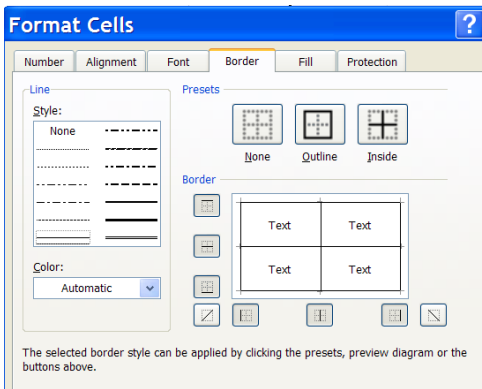 Format Cells ?
Number Alignment Font Border Fill Protection
Line
Presets
Style:
None
None Outline Inside
Border
Text Text
Text Text
Color:
Automatic
The selected border style can be applied by clicking the presets, preview diagram or the
buttons above.